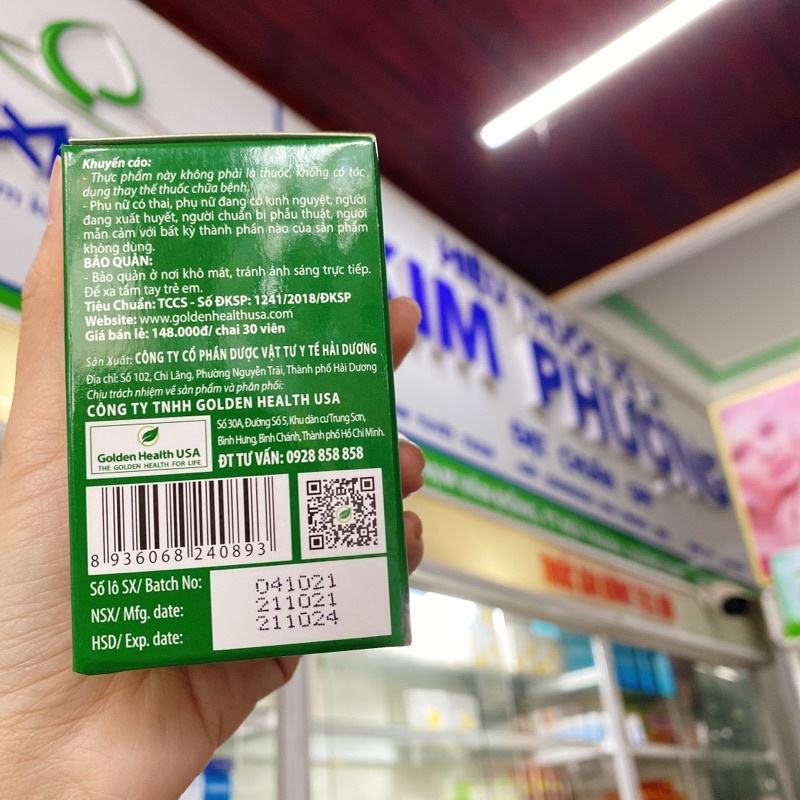 Khuyến cáo:
- Thực phẩm này không phải là thuốc, không có tác
dụng thay thế thuốc chữa bệnh.
- Phụ nữ có thai, phụ nữ đang có kinh nguyệt, người
đang xuất huyết, người chuẩn bị phẫu thuật, người
mẫn cảm với bất kỳ thành phần nào của sản phẩm
không dùng.
BẢO QUẢN:
- Bảo quản ở nơi khô mát, tránh ánh sáng trực tiếp.
Để xa tầm tay trẻ em.
Tiêu Chuẩn: TCCS - Số ĐKSP: 1241/2018/ĐKSP
Website: www.goldenhealthusa.com
Giá bán lẻ: 148.000đ/ chai 30 viên
Sản Xuất: CÔNG TY CỔ PHẦN DƯỢC VẬT TƯ Y TẾ HẢI DƯƠNG
Địa chỉ: Số 102, Chi Lăng, Phường Nguyễn Trãi, Thành phố Hải Dương
Chịu trách nhiệm về sản phẩm và phân phối:
CÔNG TY TNHH GOLDEN HEALTH USA
Golden Health USA
THE GOLDEN HEALTH FOR LIFE
Số 30A, Đường Số 5, Khu dân cư Trung Sơn,
Bình Hưng, Bình Chánh, Thành phố Hồ Chí Minh.
ĐT TƯ VẤN: 0928 858 858
8 936068 240893
Số lô SX/ Batch No: 041021
NSX/ Mfg. date: 211021
HSD/ Exp. date: 211024
KIM PHƯỢNG